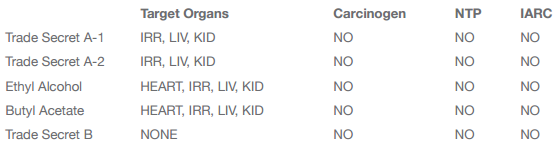 Target Organs Carcinogen NTP IARC
Trade Secret A-1 IRR, LIV, KID NO NO NO
Trade Secret A-2 IRR, LIV, KID NO NO NO
Ethyl Alcohol HEART, IRR, LIV, KID NO NO NO
Butyl Acetate HEART, IRR, LIV, KID NO NO NO
Trade Secret B NONE NO NO NO